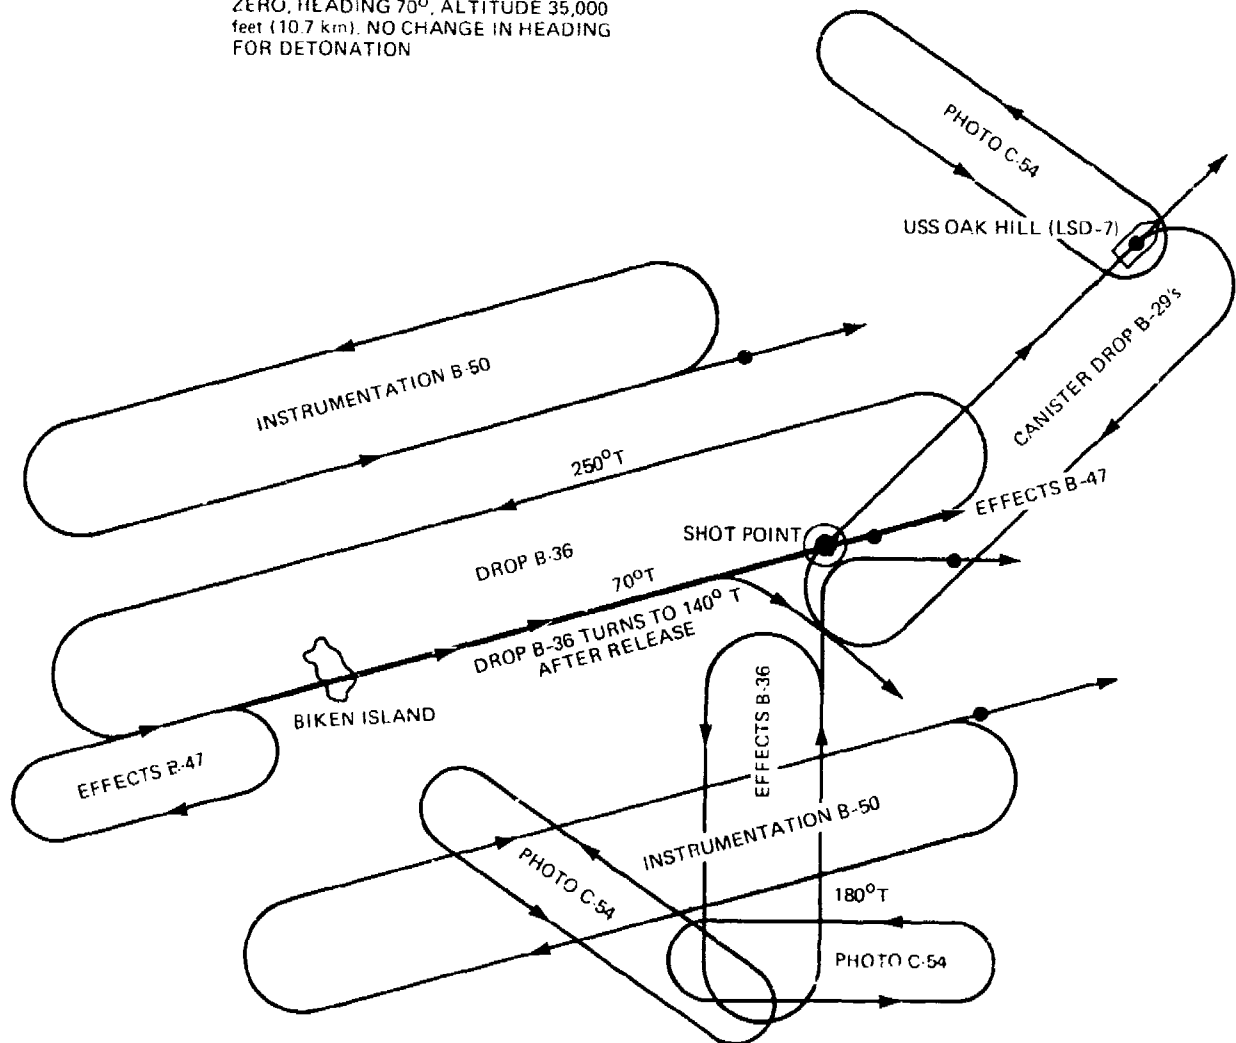 ZERO, HEADING 70°, ALTITUDE 35,000
feet (10.7 km). NO CHANGE IN HEADING
FOR DETONATION
PHOTO C-54
USS OAK HILL (LSD-7)
CANISTER DROP B-29's
INSTRUMENTATION B-50
250°T
EFFECTS B-47
SHOT POINT
DROP B-36
70°T
DROP B-36 TURNS TO 140° T
AFTER RELEASE
BIKEN ISLAND
EFFECTS B-36
EFFECTS B-47
INSTRUMENTATION B-50
PHOTO C-54
180°T
PHOTO C-54